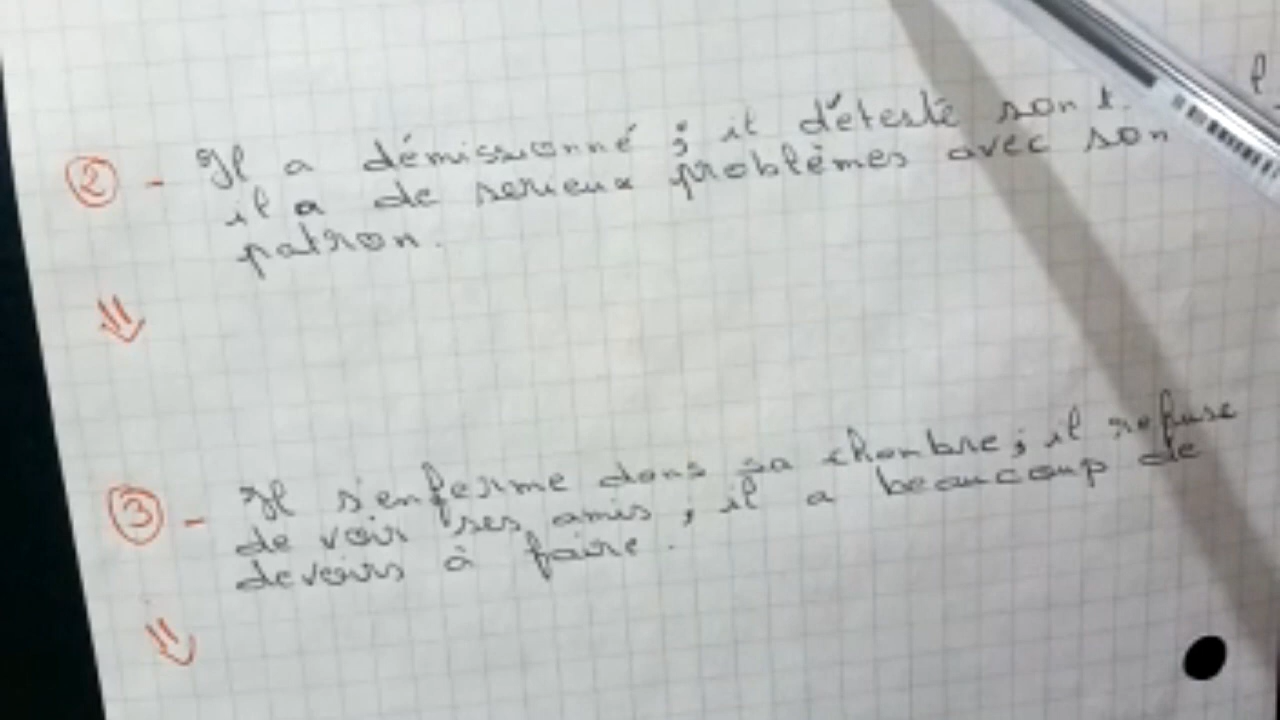 ② - Il a démissionné ; il déteste son t.
il a de serieux problèmes avec son
patron.
③ - Il s'enferme dans sa chambre ; il refuse
de voir ses amis, il a beaucoup de
devoirs à faire.